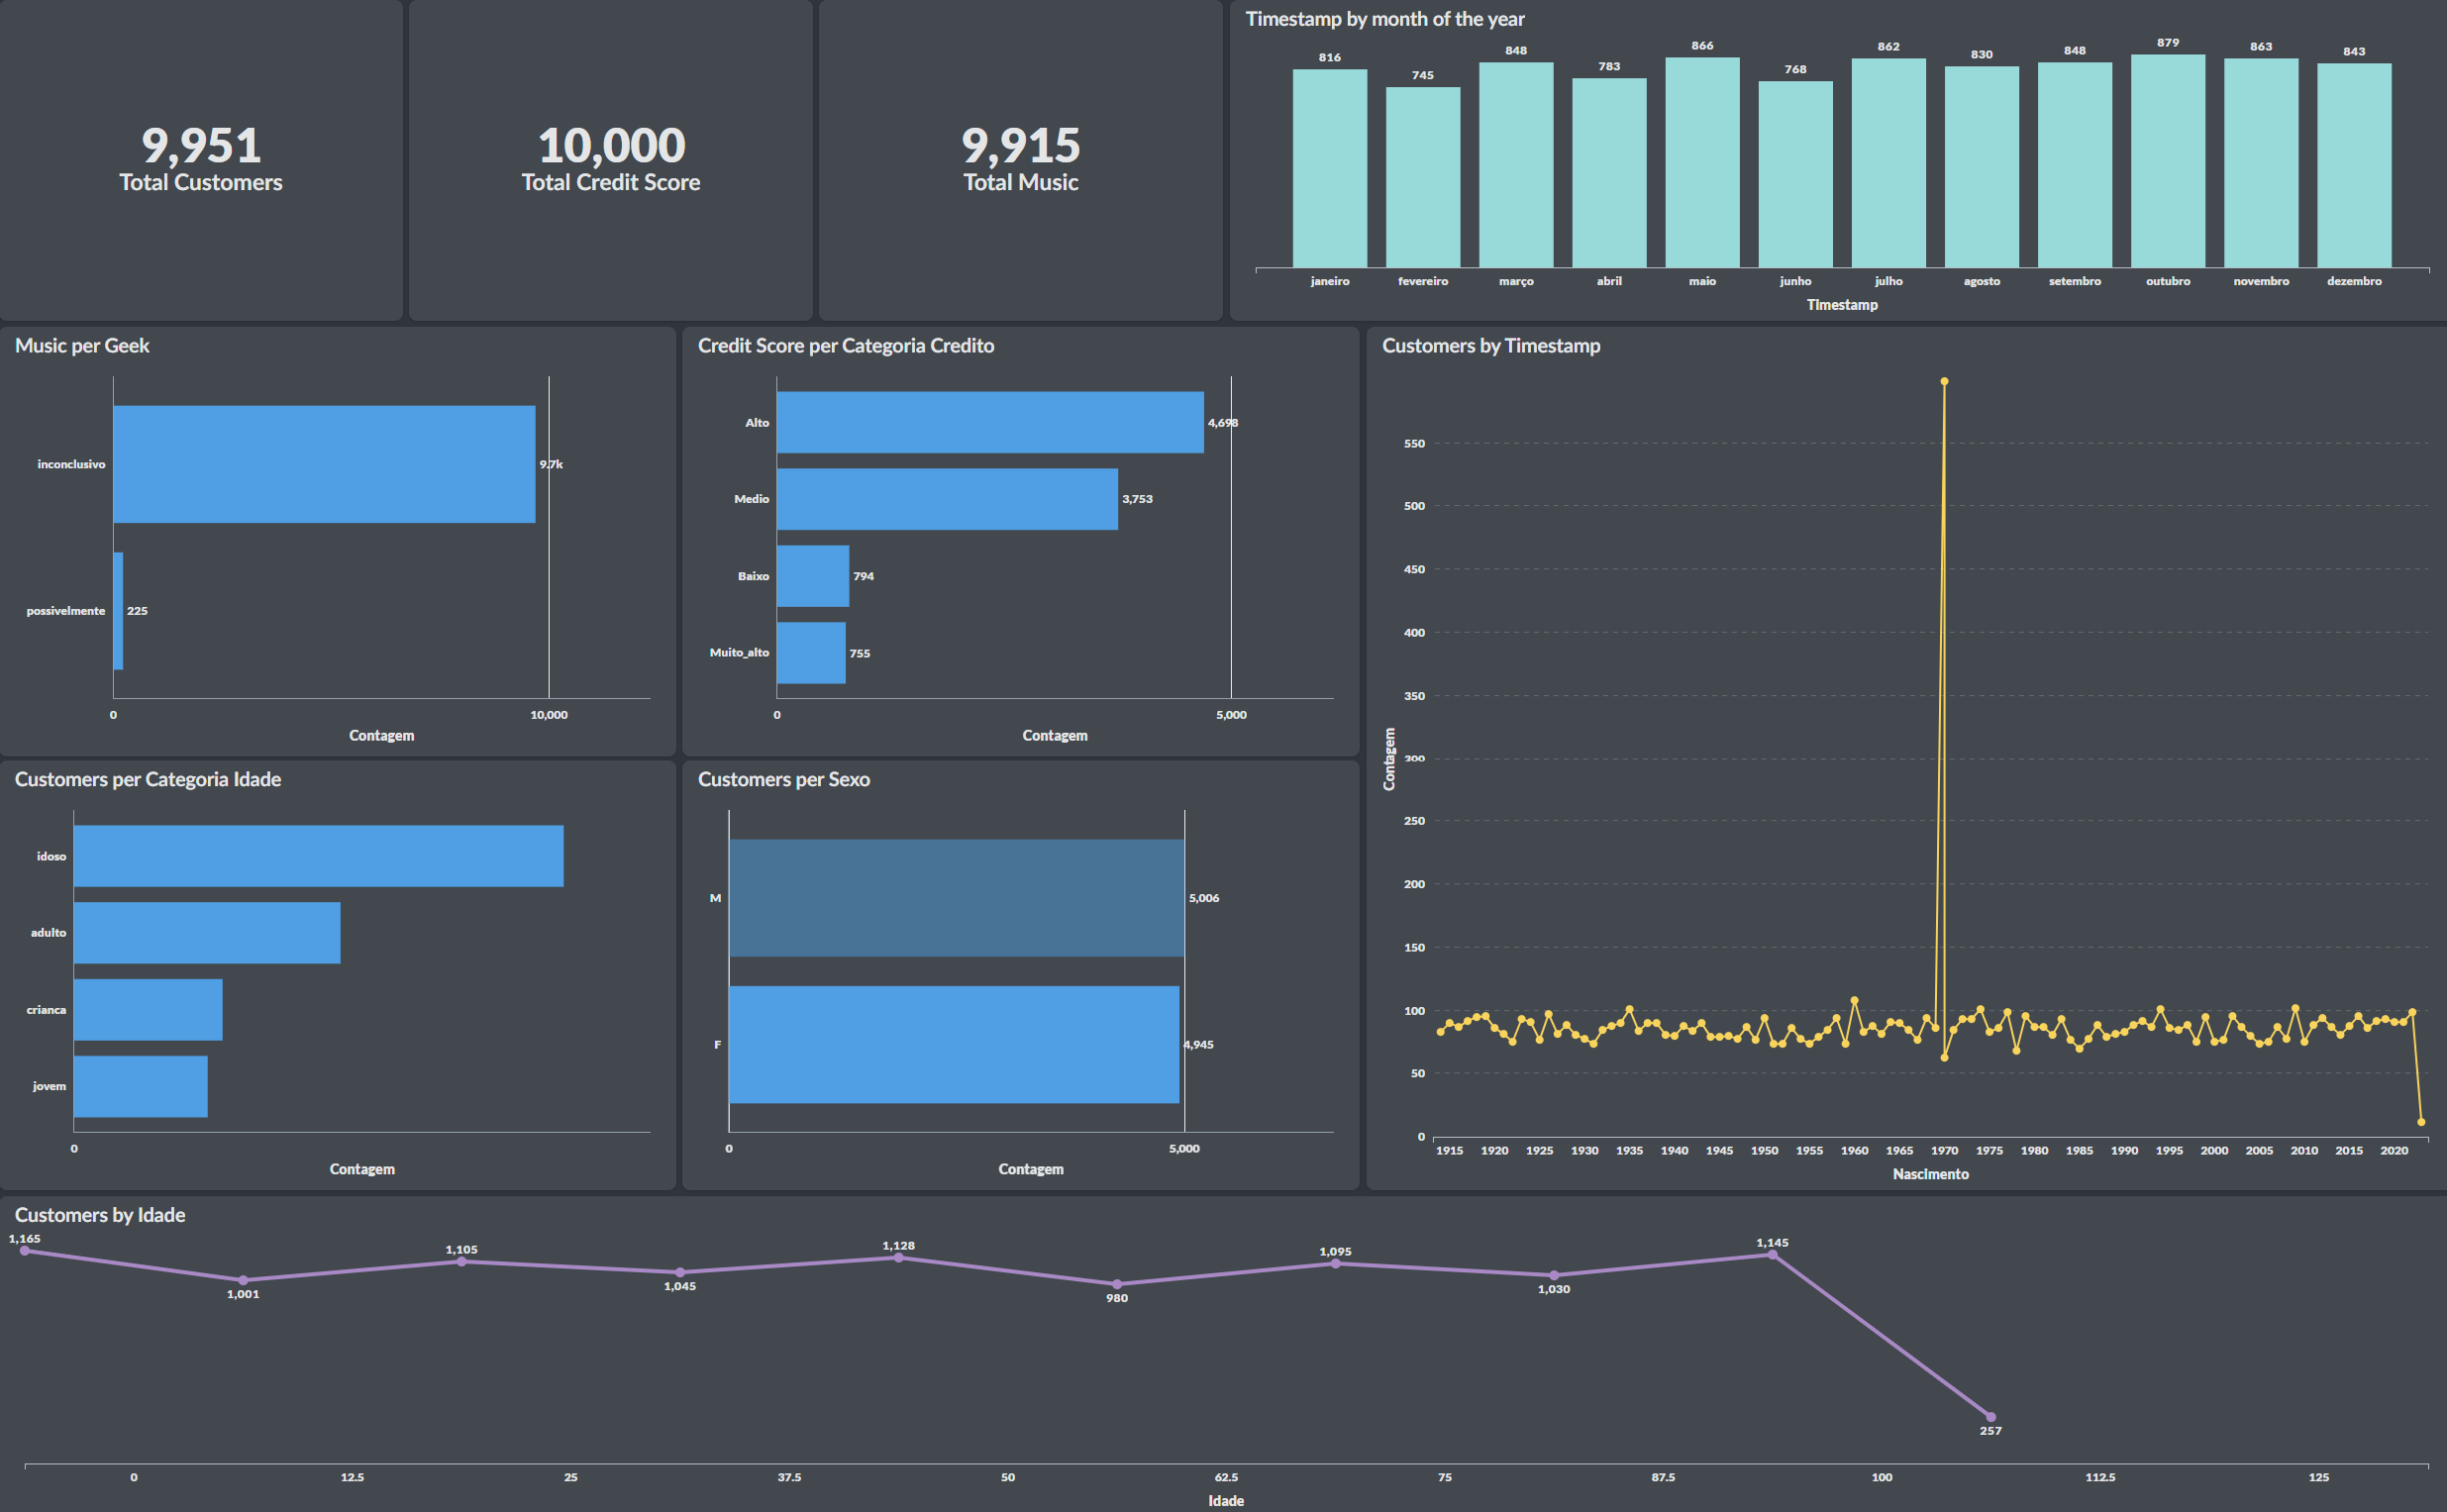 9,951
Total Customers
10,000
Total Credit Score
9,915
Total Music
Timestamp by month of the year
816 745 848 783 866 768 862 830 848 879 863 843
janeiro fevereiro março abril maio junho julho agosto setembro outubro novembro dezembro
Timestamp
Music per Geek
inconclusivo 9.7k
possivelmente 225
0 10,000
Contagem
Credit Score per Categoria Credito
Alto 4,698
Medio 3,753
Baixo 794
Muito_alto 755
0 5,000
Contagem
Customers by Timestamp
550
500
450
400
350
300
250
200
150
100
50
0
Contagem
1915 1920 1925 1930 1935 1940 1945 1950 1955 1960 1965 1970 1975 1980 1985 1990 1995 2000 2005 2010 2015 2020
Nascimento
Customers per Categoria Idade
idoso
adulto
crianca
jovem
0
Contagem
Customers per Sexo
M 5,006
F 4,945
0 5,000
Contagem
Customers by Idade
1,165 1,001 1,105 1,045 1,128 980 1,095 1,030 1,145 257
0 12.5 25 37.5 50 62.5 75 87.5 100 112.5 125
Idade